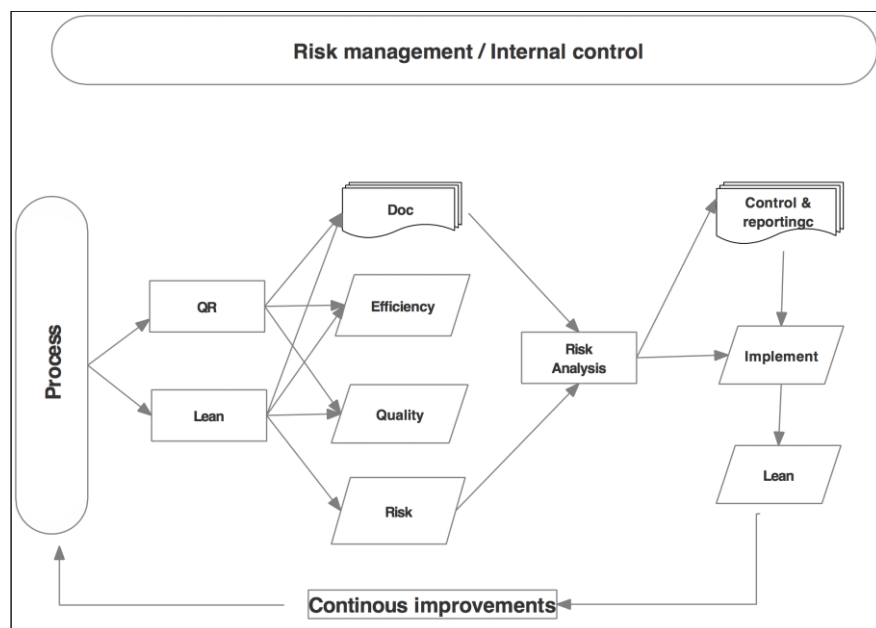 Risk management / Internal control
Process
QR
Lean
Doc
Efficiency
Quality
Risk
Risk
Analysis
Control &
reportingc
Implement
Lean
Continous improvements